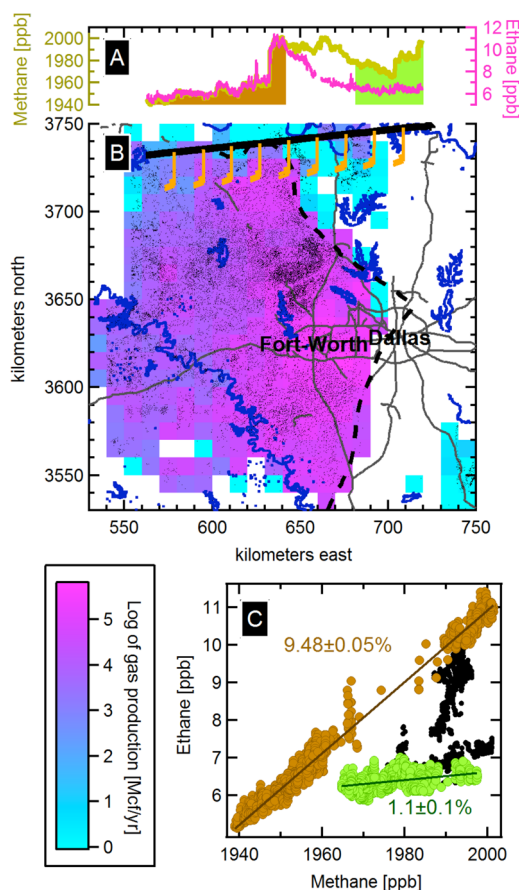 A
Methane [ppb]
2000
1980
1960
1940
12
10
8
6
Ethane [ppb]
B
3750
3700
3650
3600
3550
kilometers north
Fort-Worth
Dallas
550 600 650 700 750
kilometers east
5
4
3
2
1
0
Log of gas production [Mcf/yr]
C
9.48±0.05%
1.1±0.1%
11
10
9
8
7
6
Ethane [ppb]
1940 1960 1980 2000
Methane [ppb]